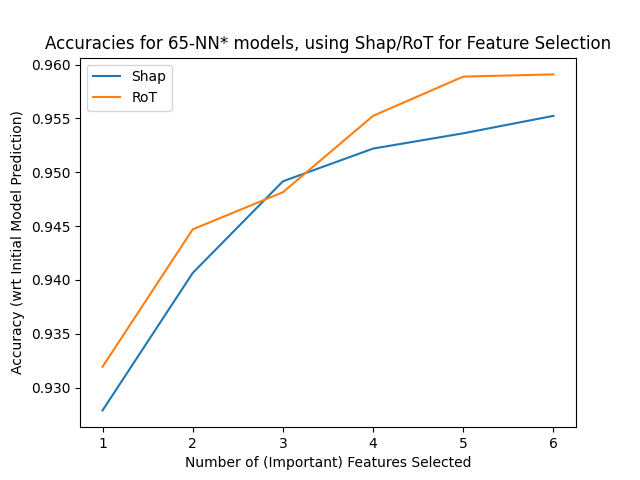 Accuracies for 65-NN* models, using Shap/RoT for Feature Selection
Shap
RoT
Accuracy (wrt Initial Model Prediction)
0.960
0.955
0.950
0.945
0.940
0.935
0.930
1 2 3 4 5 6
Number of (Important) Features Selected